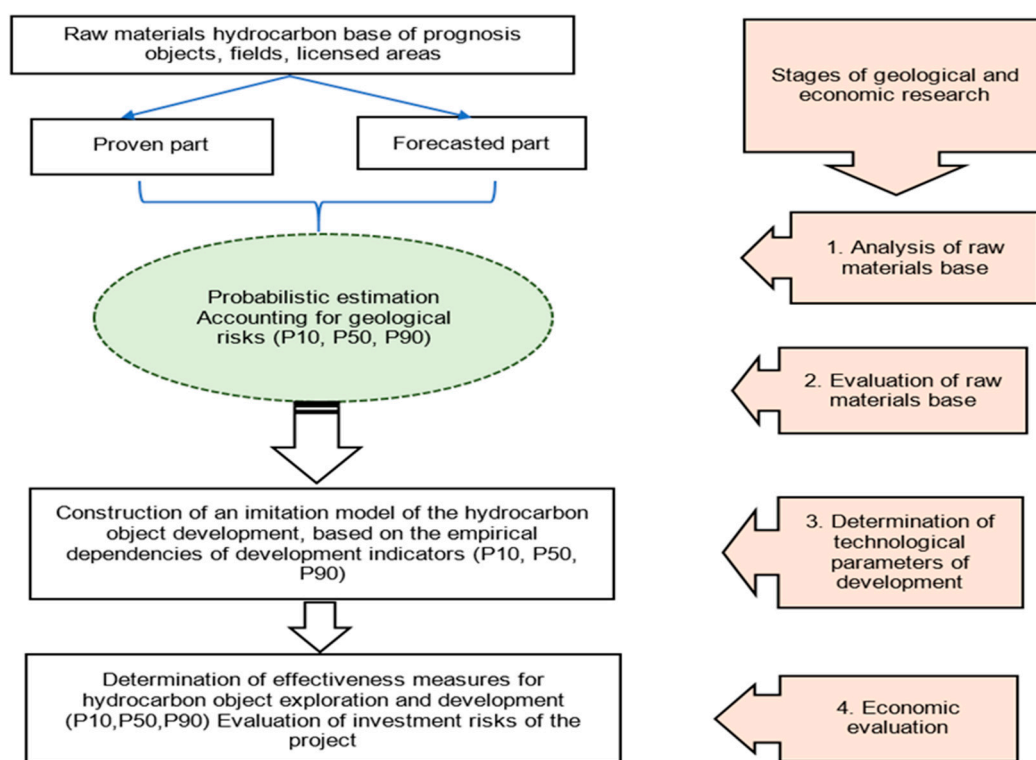 Raw materials hydrocarbon base of prognosis
objects, fields, licensed areas
Proven part
Forecasted part
Probabilistic estimation
Accounting for geological
risks (P10, P50, P90)
Construction of an imitation model of the hydrocarbon
object development, based on the empirical
dependencies of development indicators (P10, P50,
P90)
Determination of effectiveness measures for
hydrocarbon object exploration and development
(P10,P50,P90) Evaluation of investment risks of the
project
Stages of geological and
economic research
1. Analysis of raw
materials base
2. Evaluation of raw
materials base
3. Determination of
technological
parameters of
development
4. Economic
evaluation